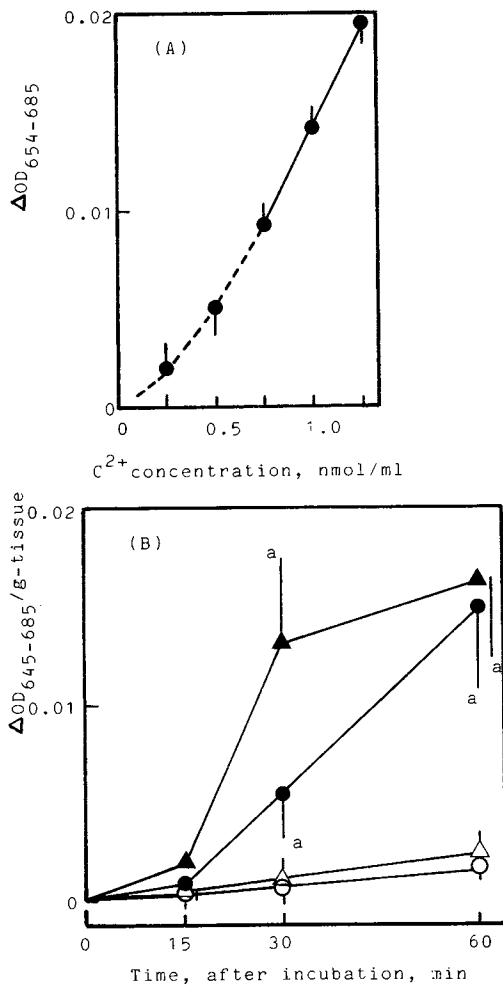 0.02
(A)
ΔOD654-685
0.01
0
0
0.5
1.0
C2+ concentration, nmol/ml
0.02
(B)
a
ΔOD645-685/g-tissue
0.01
a
a
a
0
0
15
30
60
Time, after incubation, min